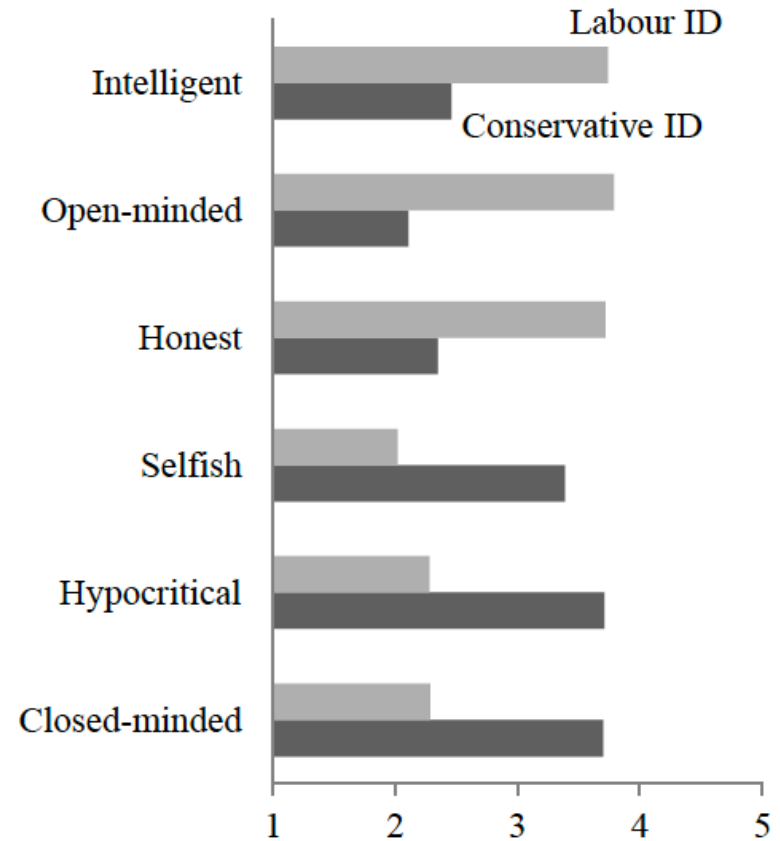 Labour ID
Intelligent
Conservative ID
Open-minded
Honest
Selfish
Hypocritical
Closed-minded
1 2 3 4 5